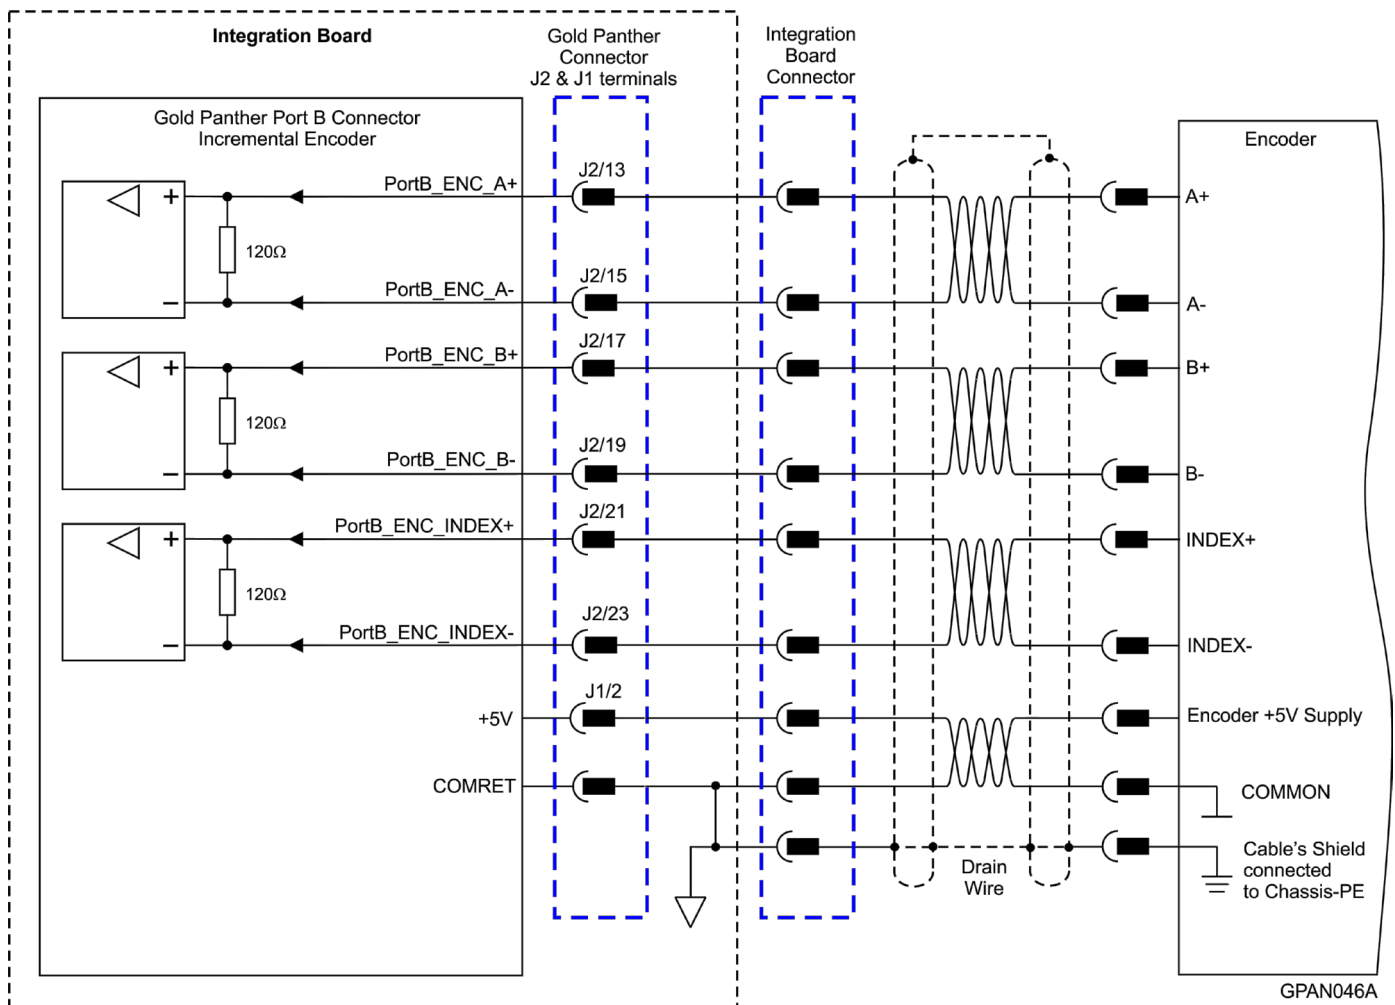 Integration Board
Gold Panther
Connector
J2 & J1 terminals
Integration
Board
Connector
Gold Panther Port B Connector
Incremental Encoder
Encoder
PortB_ENC_A+
J2/13
+
A+
120Ω
PortB_ENC_A-
J2/15
−
A-
PortB_ENC_B+
J2/17
+
B+
120Ω
PortB_ENC_B-
J2/19
−
B-
PortB_ENC_INDEX+
J2/21
+
INDEX+
120Ω
PortB_ENC_INDEX-
J2/23
−
INDEX-
J1/2
+5V
Encoder +5V Supply
COMRET
COMMON
Drain
Wire
Cable's Shield
connected
to Chassis-PE
GPAN046A